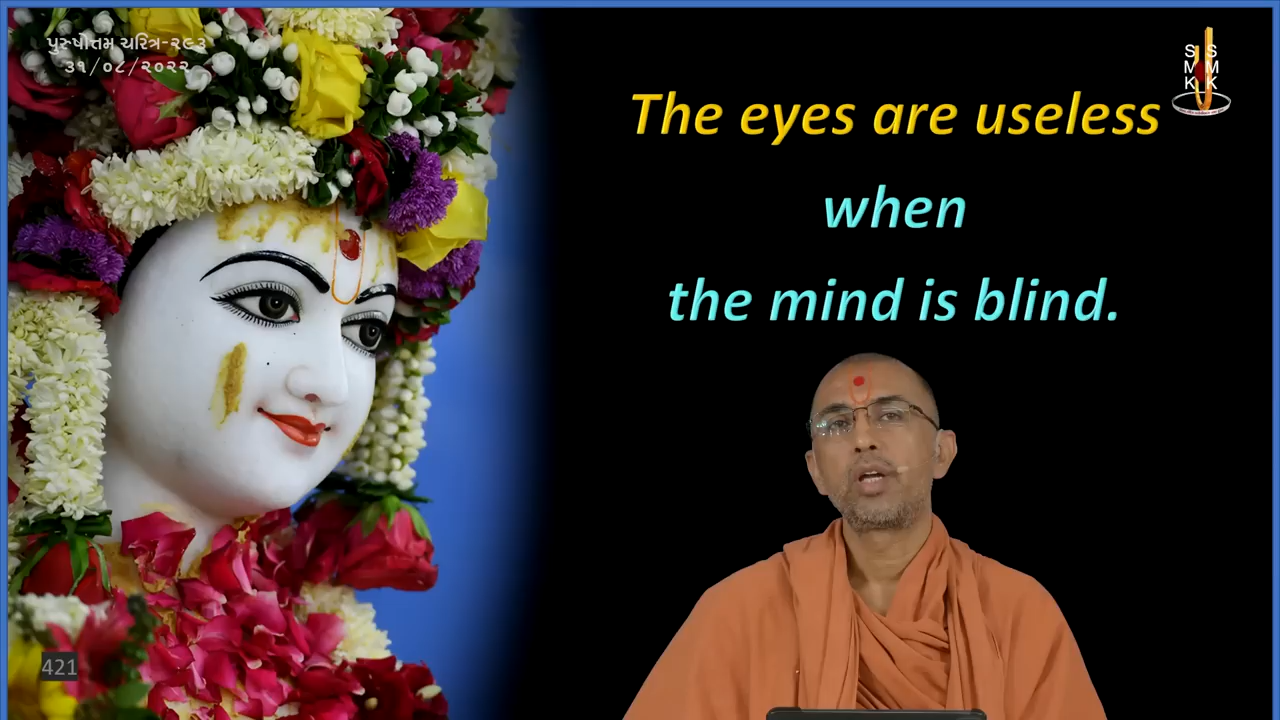 પુરુષોત્તમ ચરિત્ર-૨૯૩
૩૧/૦૮/૨૦૨૨
S S
M M
K K
The eyes are useless
when
the mind is blind.
421